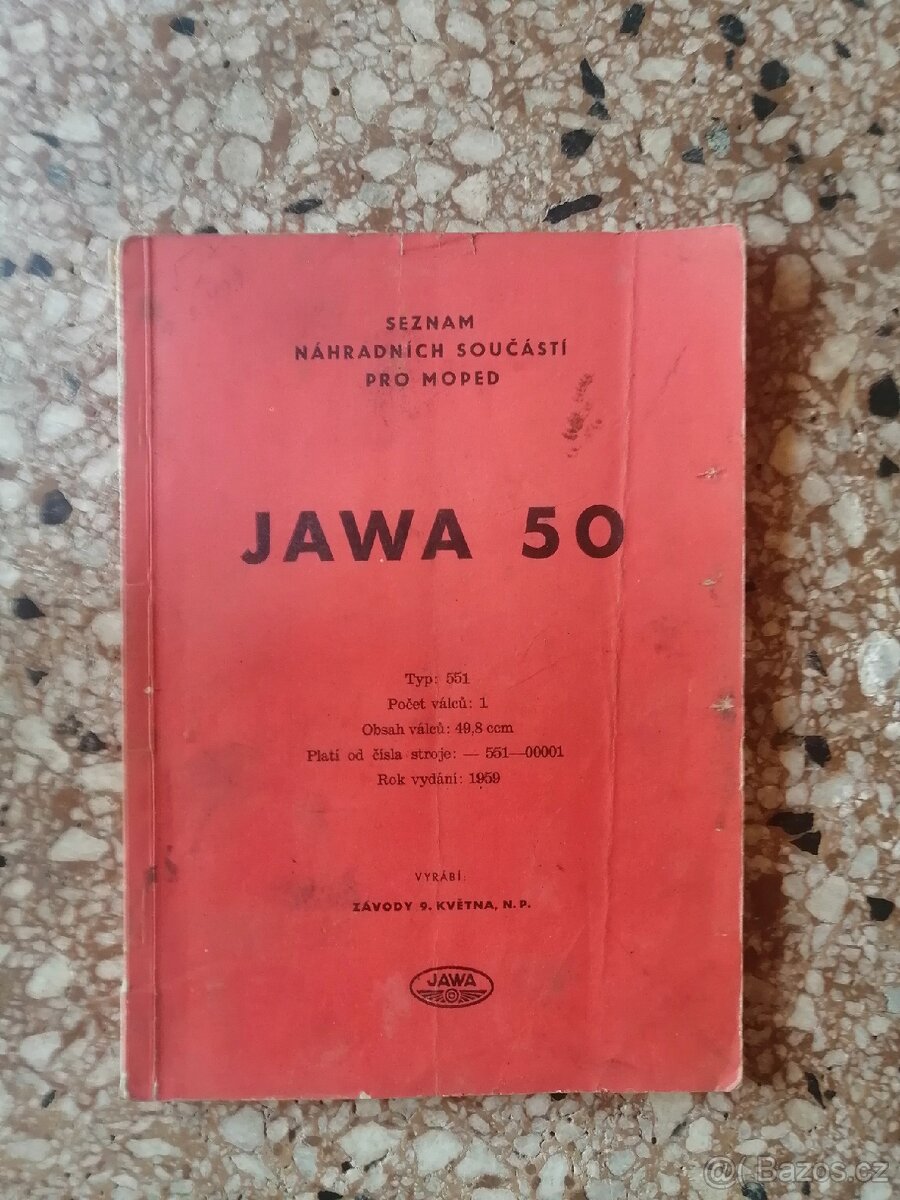 SEZNAM
NÁHRADNÍCH SOUČÁSTÍ
PRO MOPED
JAWA 50
Typ: 551
Počet válců: 1
Obsah válců: 49,8 ccm
Platí od čísla stroje: — 551—00001
Rok vydání: 1959
VYRÁBÍ:
ZÁVODY 9. KVĚTNA, N. P.
JAWA
@( Bazos.cz